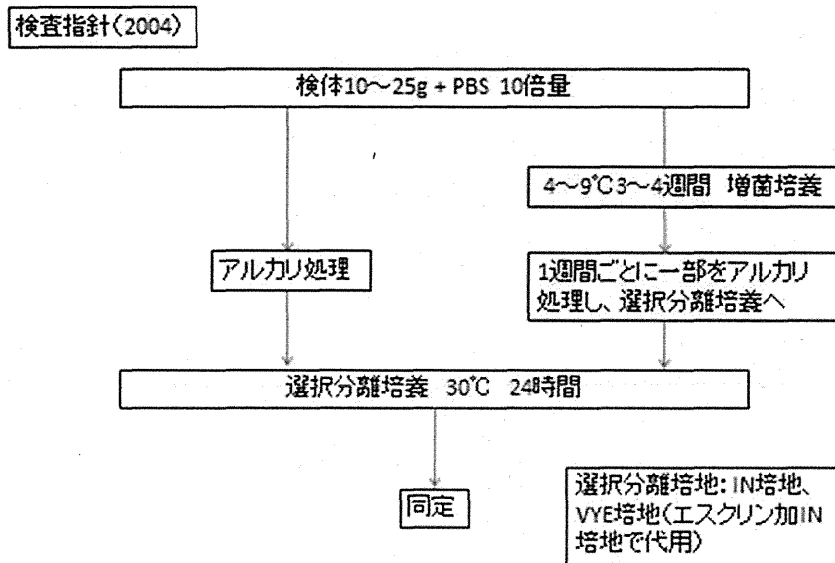 検査指針(2004)
検体10～25g + PBS 10倍量
4～9℃3～4週間 増菌培養
アルカリ処理
1週間ごとに一部をアルカリ
処理し、選択分離培養へ
選択分離培養 30℃ 24時間
同定
選択分離培地: IN培地、
VYE培地(エスクリン加IN
培地で代用)